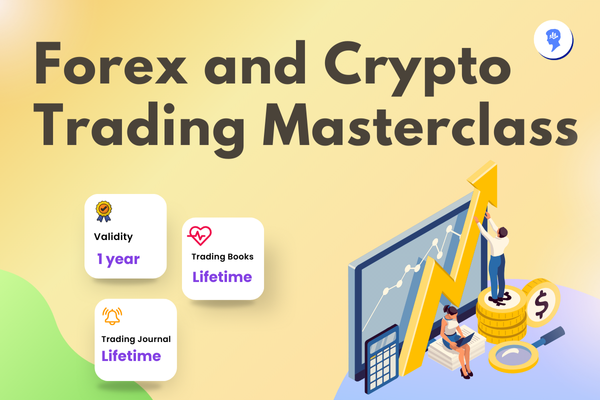 Forex and Crypto
Trading Masterclass
Validity
1 year
Trading Books
Lifetime
Trading Journal
Lifetime
$
$